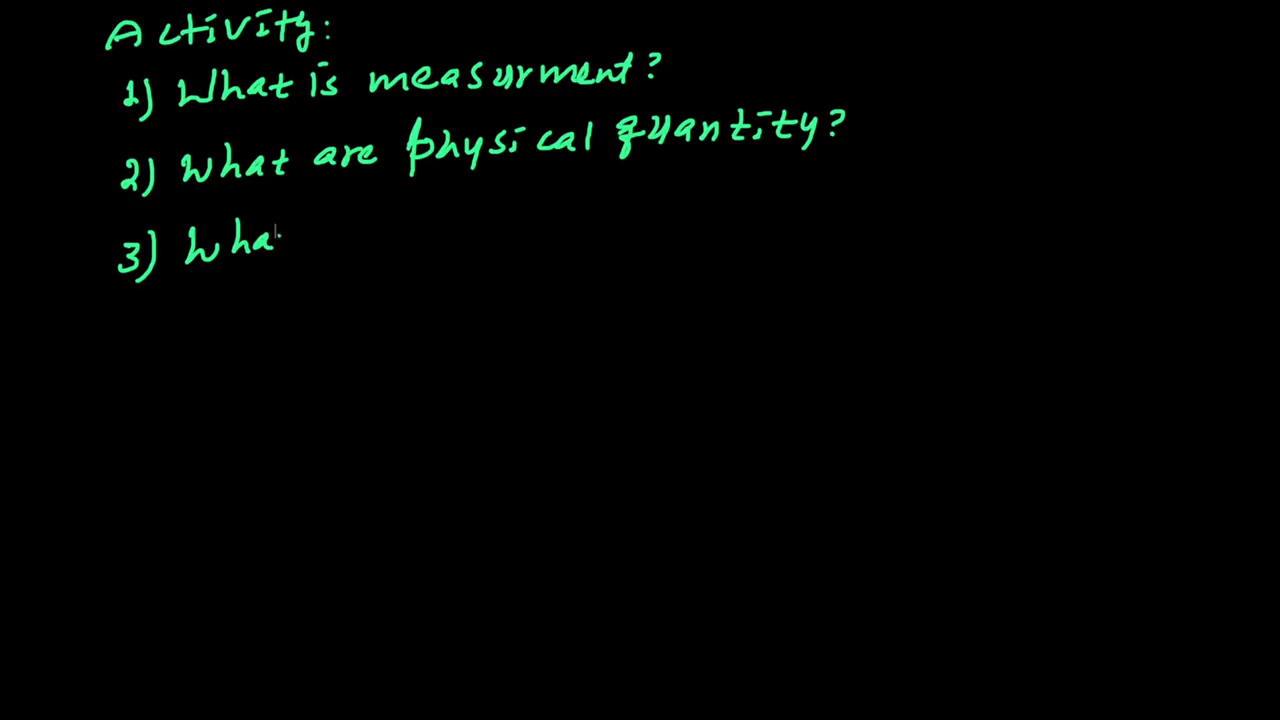 Activity:
1) What is measurment?
2) What are physical quantity?
3) Wha